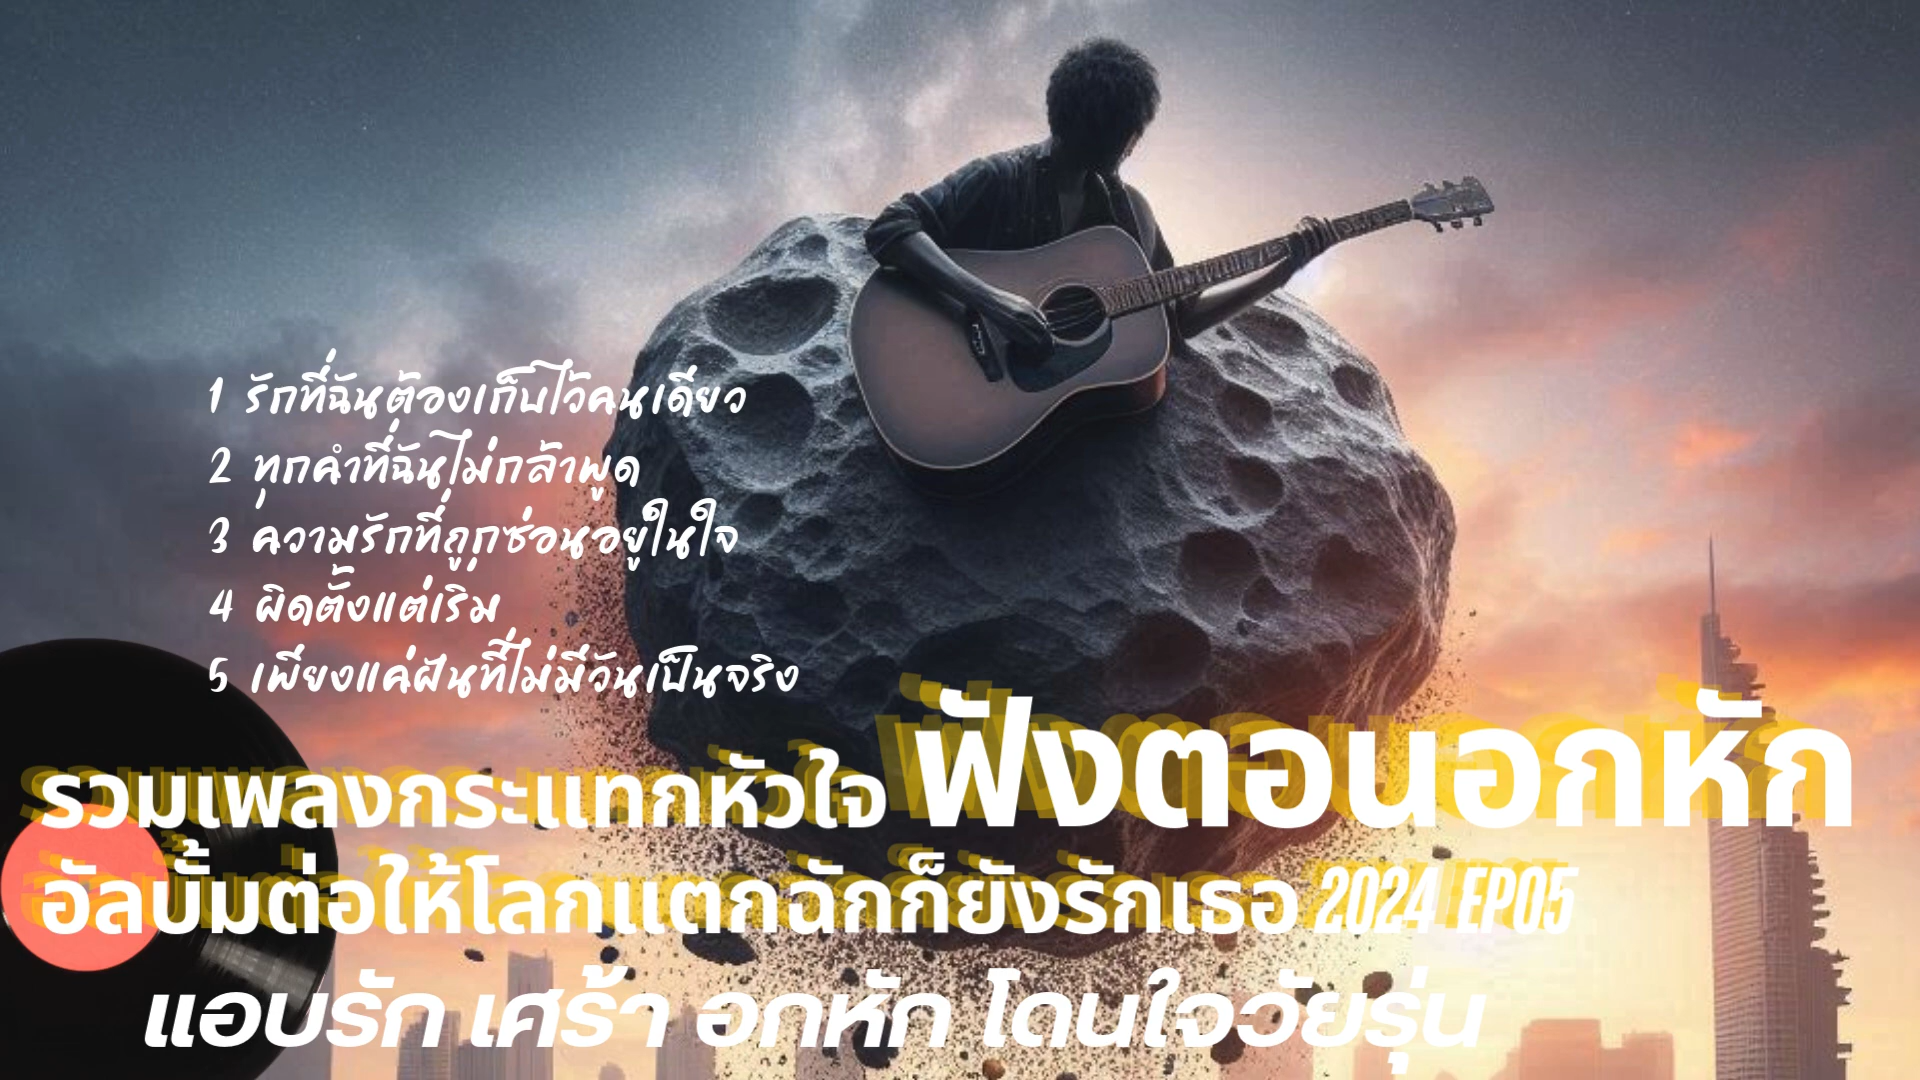 1 รักที่ฉันต้องเก็บไว้คนเดียว
2 ทุกคำที่ฉันไม่กล้าพูด
3 ความรักที่ถูกซ่อนอยู่ในใจ
4 ผิดตั้งแต่เริ่ม
5 เพียงแค่ฝันที่ไม่มีวันเป็นจริง
รวมเพลงกระแทกหัวใจ ฟังตอนอกหัก
อัลบั้มต่อให้โลกแตกฉักก็ยังรักเธอ 2024 EP05
แอบรัก เศร้า อกหัก โดนใจวัยรุ่น